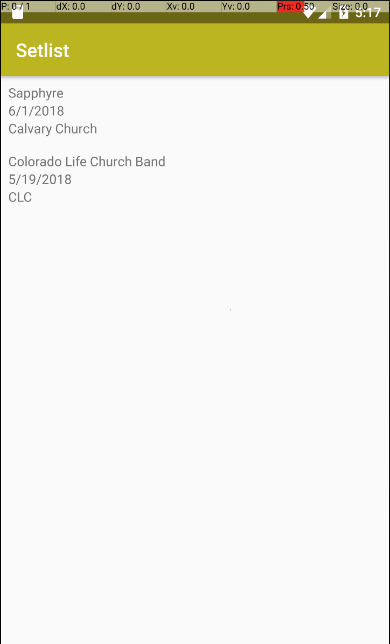 P: 0 / 1 dX: 0.0 dY: 0.0 Xv: 0.0 Yv: 0.0 Prs: 0.50 Size: 0.0
5:17
Setlist
Sapphyre
6/1/2018
Calvary Church
Colorado Life Church Band
5/19/2018
CLC